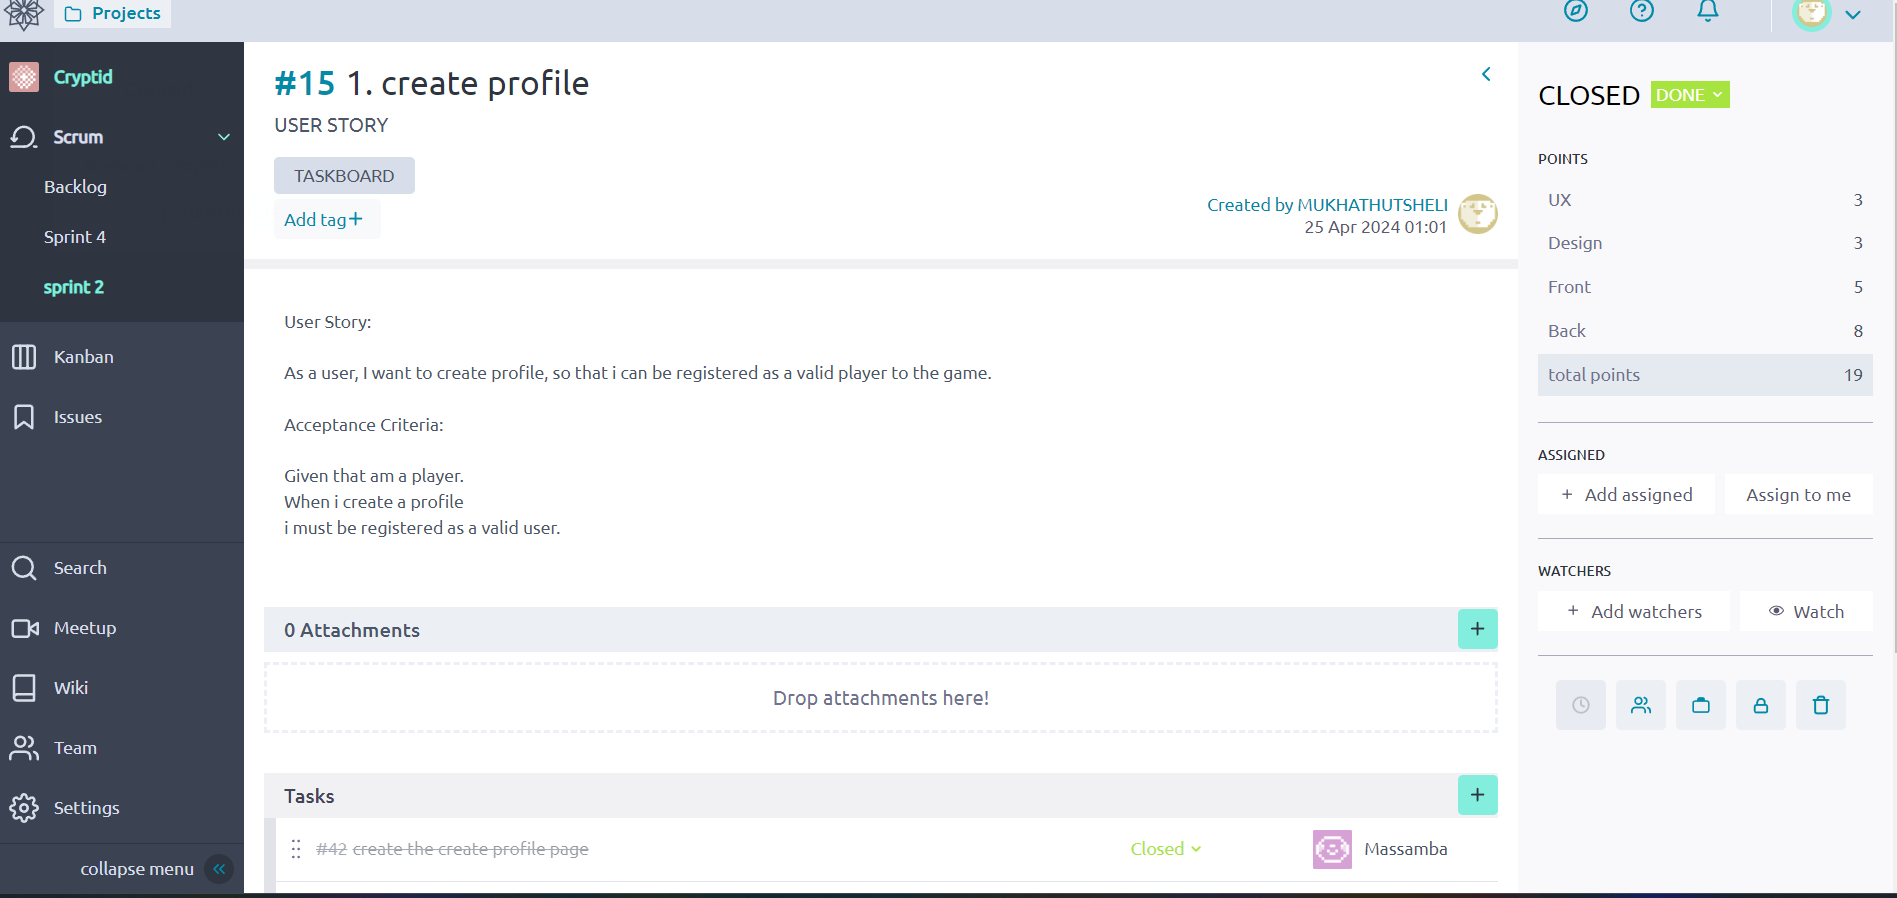 Projects
Cryptid
Scrum
Backlog
Sprint 4
sprint 2
Kanban
Issues
Search
Meetup
Wiki
Team
Settings
collapse menu
#15 1. create profile
USER STORY
TASKBOARD
Add tag+
Created by MUKHATHUTSHELI
25 Apr 2024 01:01
User Story:
As a user, I want to create profile, so that i can be registered as a valid player to the game.
Acceptance Criteria:
Given that am a player.
When i create a profile
i must be registered as a valid user.
0 Attachments
+
Drop attachments here!
Tasks
+
#42 create the create profile page
Closed
Massamba
CLOSED DONE
POINTS
UX 3
Design 3
Front 5
Back 8
total points 19
ASSIGNED
+ Add assigned
Assign to me
WATCHERS
+ Add watchers
Watch